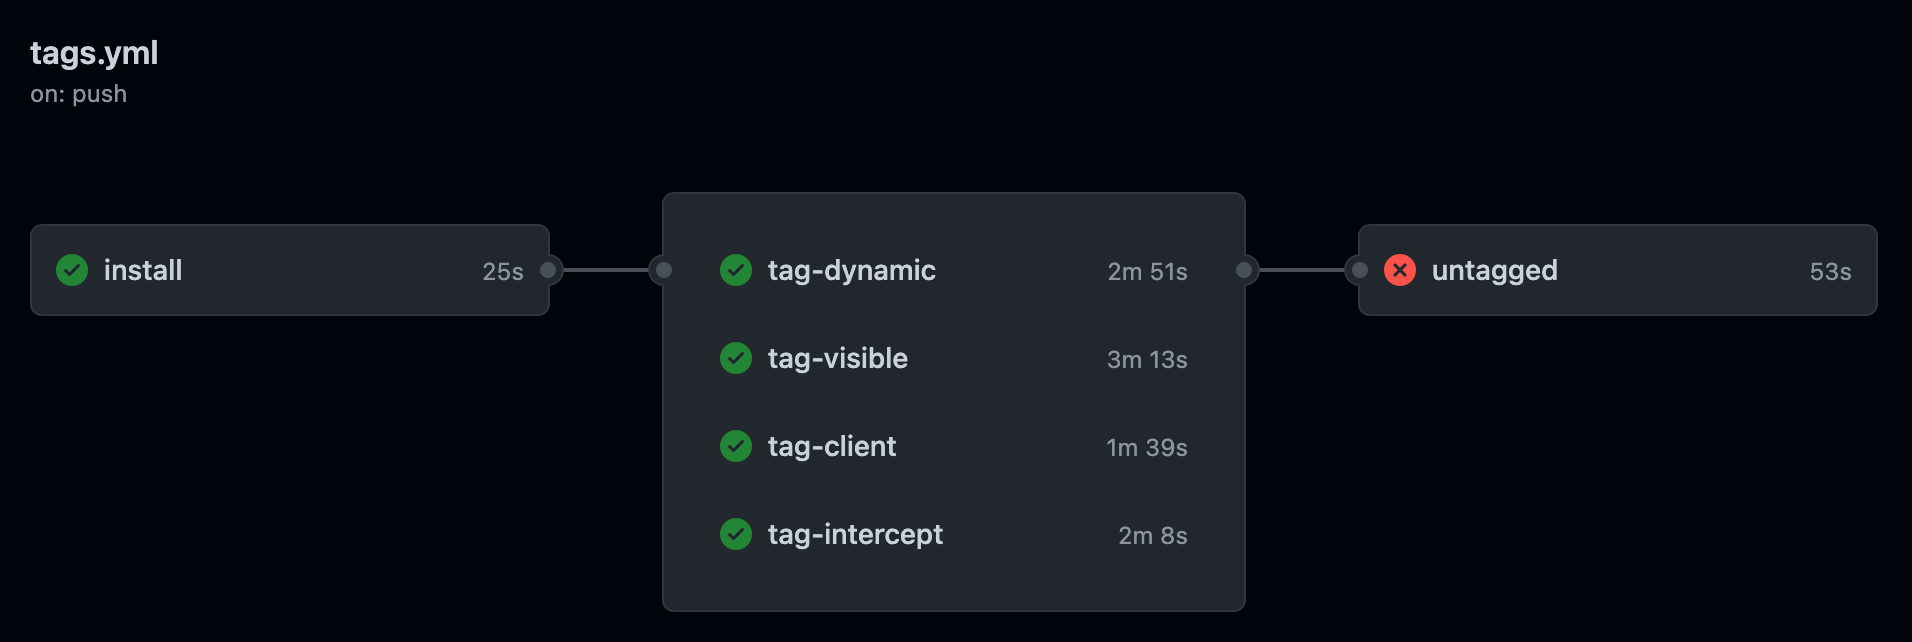 tags.yml
on: push
install 25s
tag-dynamic 2m 51s
tag-visible 3m 13s
tag-client 1m 39s
tag-intercept 2m 8s
untagged 53s